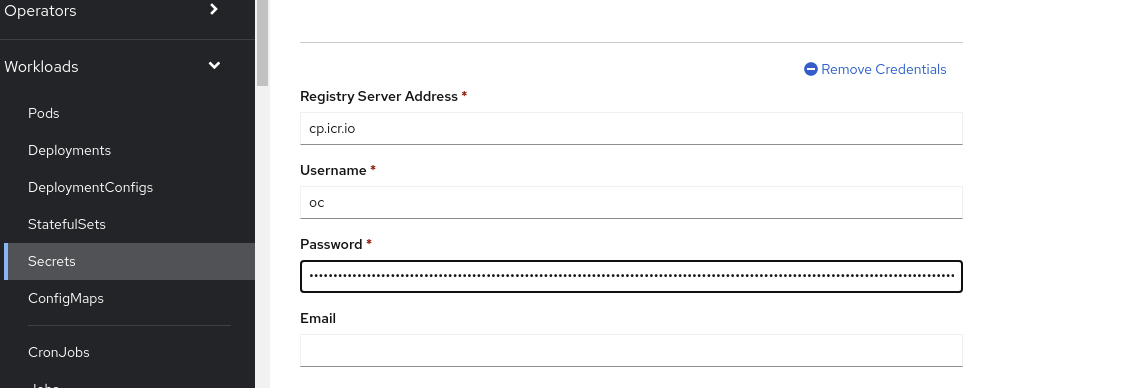 Operators
Workloads
Pods
Deployments
DeploymentConfigs
StatefulSets
Secrets
ConfigMaps
CronJobs
Jobs
Remove Credentials
Registry Server Address *
cp.icr.io
Username *
oc
Password *
Email